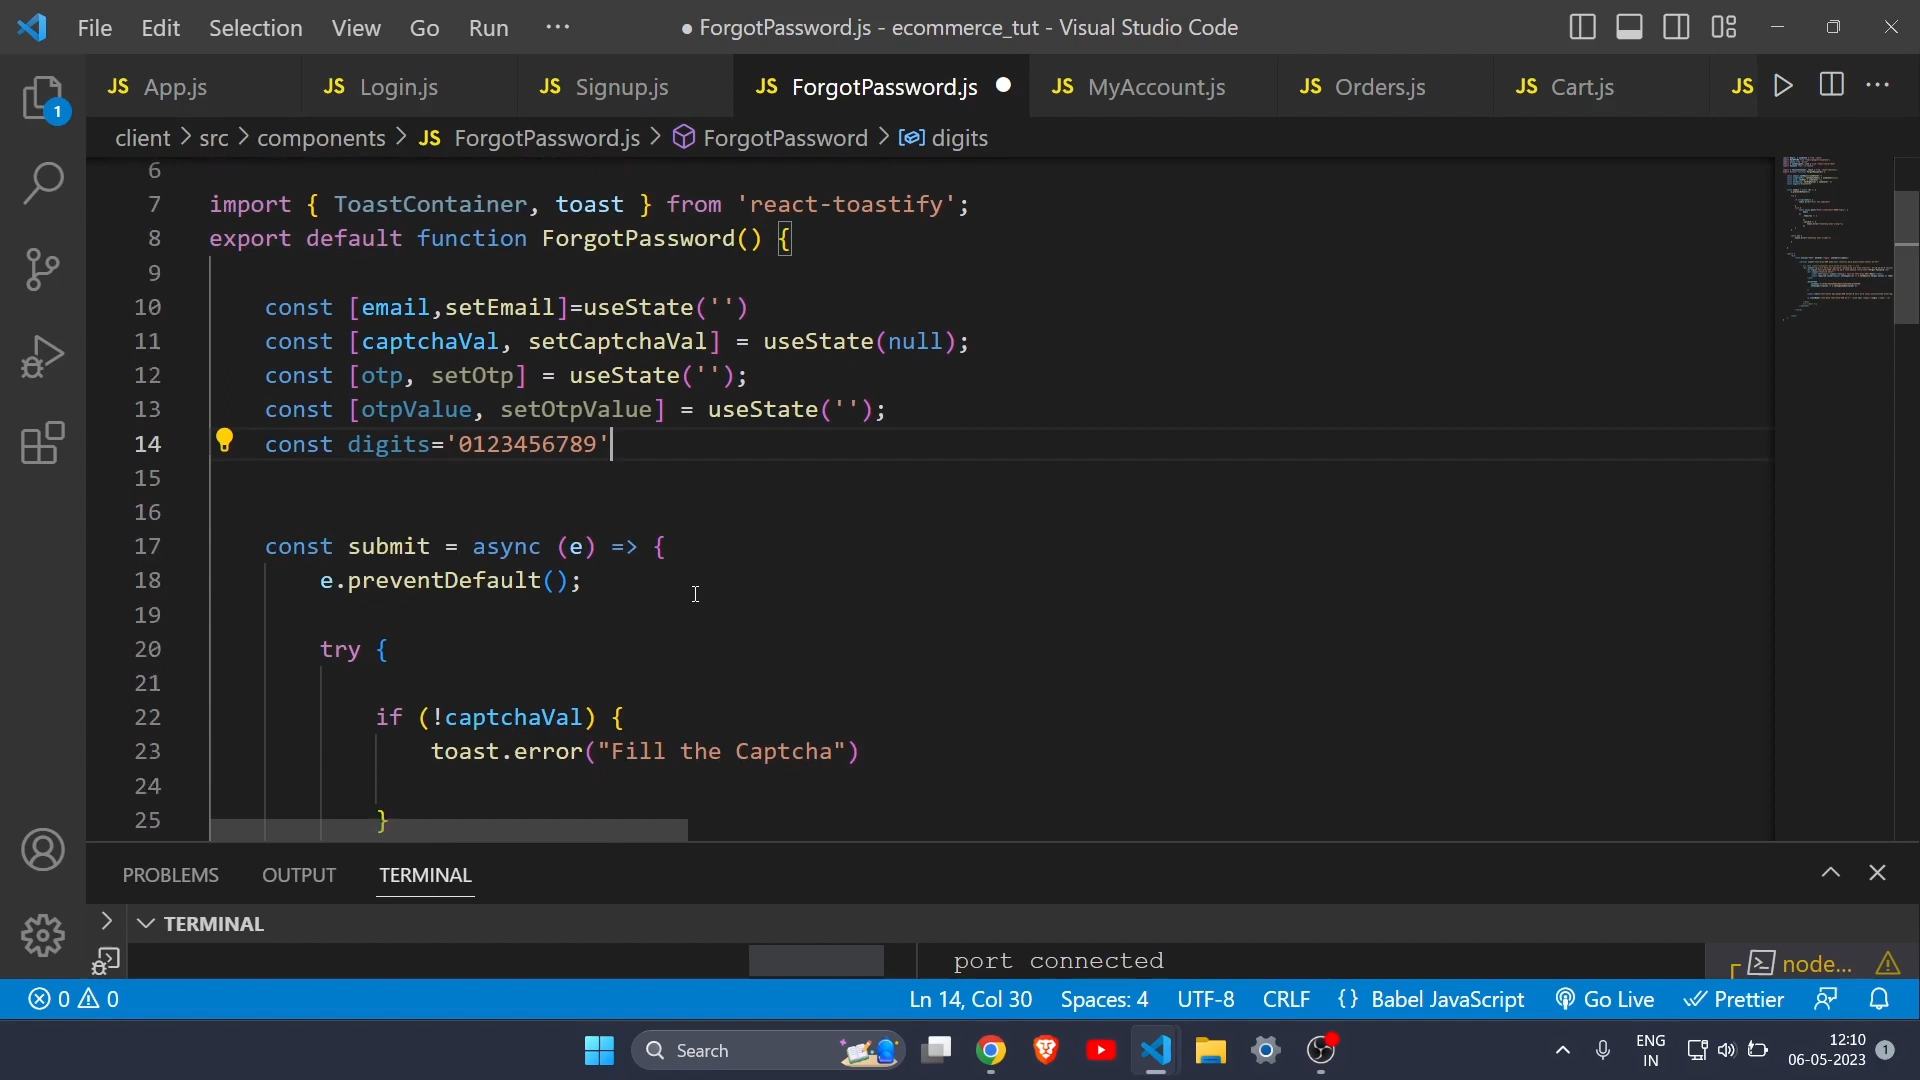 File Edit Selection View Go Run ··· ● ForgotPassword.js - ecommerce_tut - Visual Studio Code
JS App.js JS Login.js JS Signup.js JS ForgotPassword.js JS MyAccount.js JS Orders.js JS Cart.js JS
1
client > src > components > JS ForgotPassword.js > ForgotPassword > digits
6
7 import { ToastContainer, toast } from 'react-toastify';
8 export default function ForgotPassword() {
9
10 const [email,setEmail]=useState('')
11 const [captchaVal, setCaptchaVal] = useState(null);
12 const [otp, setOtp] = useState('');
13 const [otpValue, setOtpValue] = useState('');
14 const digits='0123456789'
15
16
17 const submit = async (e) => {
18 e.preventDefault();
19
20 try {
21
22 if (!captchaVal) {
23 toast.error("Fill the Captcha")
24
25 }
PROBLEMS OUTPUT TERMINAL
TERMINAL
port connected
node...
0 0 Ln 14, Col 30 Spaces: 4 UTF-8 CRLF {} Babel JavaScript Go Live Prettier
Search
ENG
IN
12:10
06-05-2023
1